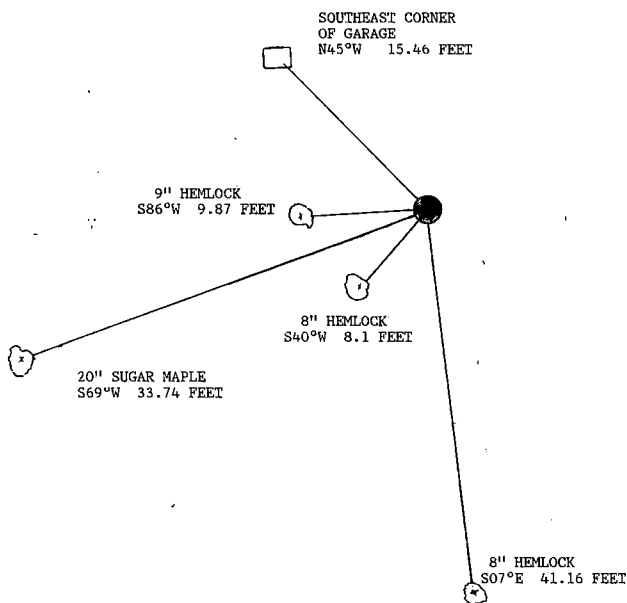 SOUTHEAST CORNER
OF GARAGE
N45°W 15.46 FEET
9" HEMLOCK
S86°W 9.87 FEET
8" HEMLOCK
S40°W 8.1 FEET
20" SUGAR MAPLE
S69°W 33.74 FEET
8" HEMLOCK
S07°E 41.16 FEET